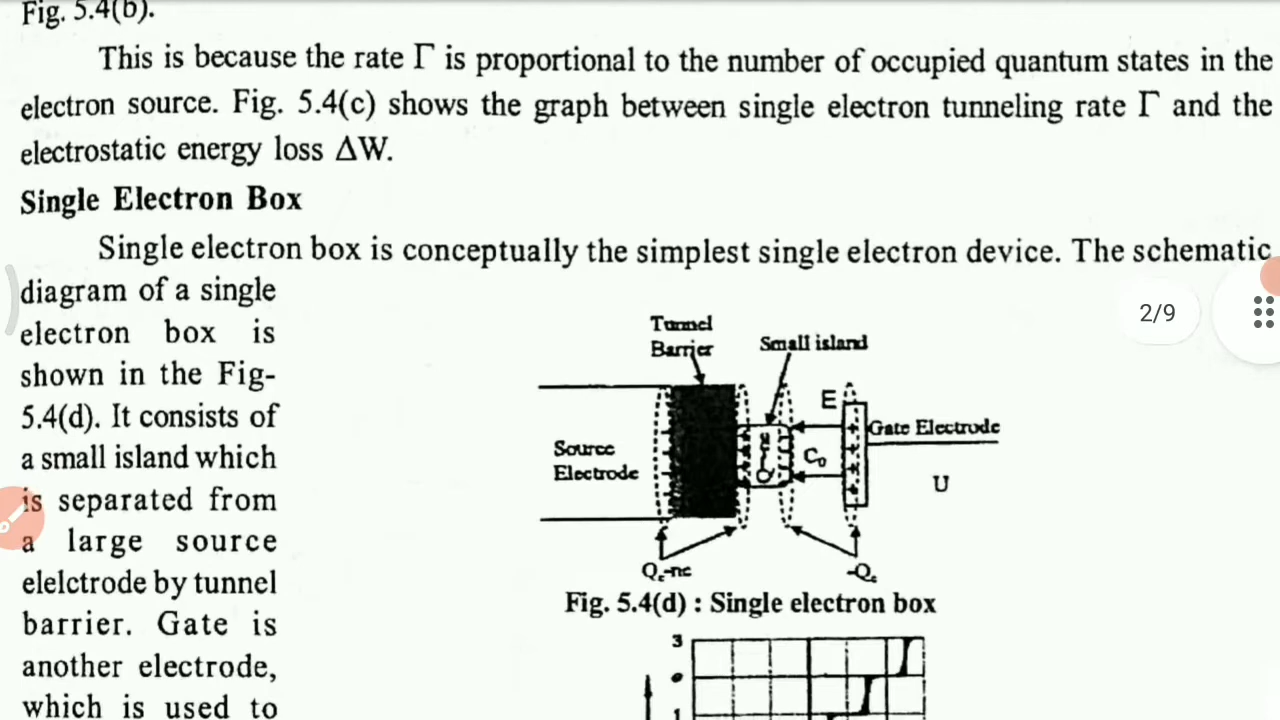 Fig. 5.4(b).
This is because the rate Γ is proportional to the number of occupied quantum states in the
electron source. Fig. 5.4(c) shows the graph between single electron tunneling rate Γ and the
electrostatic energy loss ΔW.
Single Electron Box
Single electron box is conceptually the simplest single electron device. The schematic
diagram of a single
electron box is
shown in the Fig-
5.4(d). It consists of
a small island which
is separated from
a large source
elelctrode by tunnel
barrier. Gate is
another electrode,
which is used to
2/9
Tunnel
Barrier
Small island
E
Gate Electrode
Source
Electrode
C₀
U
Qₑ-ne
-Qₑ
Fig. 5.4(d) : Single electron box
3
1